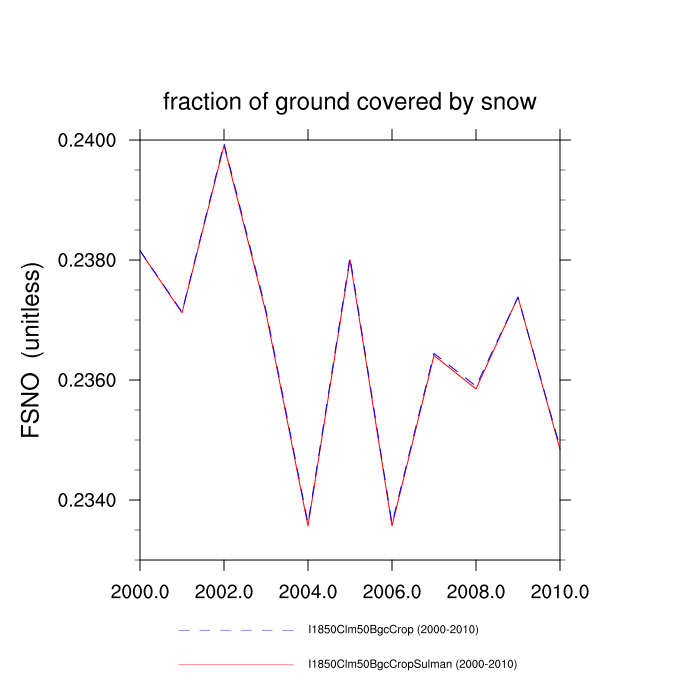 fraction of ground covered by snow
0.2400
0.2380
0.2360
0.2340
FSNO (unitless)
2000.0 2002.0 2004.0 2006.0 2008.0 2010.0
I1850Clm50BgcCrop (2000-2010)
I1850Clm50BgcCropSulman (2000-2010)